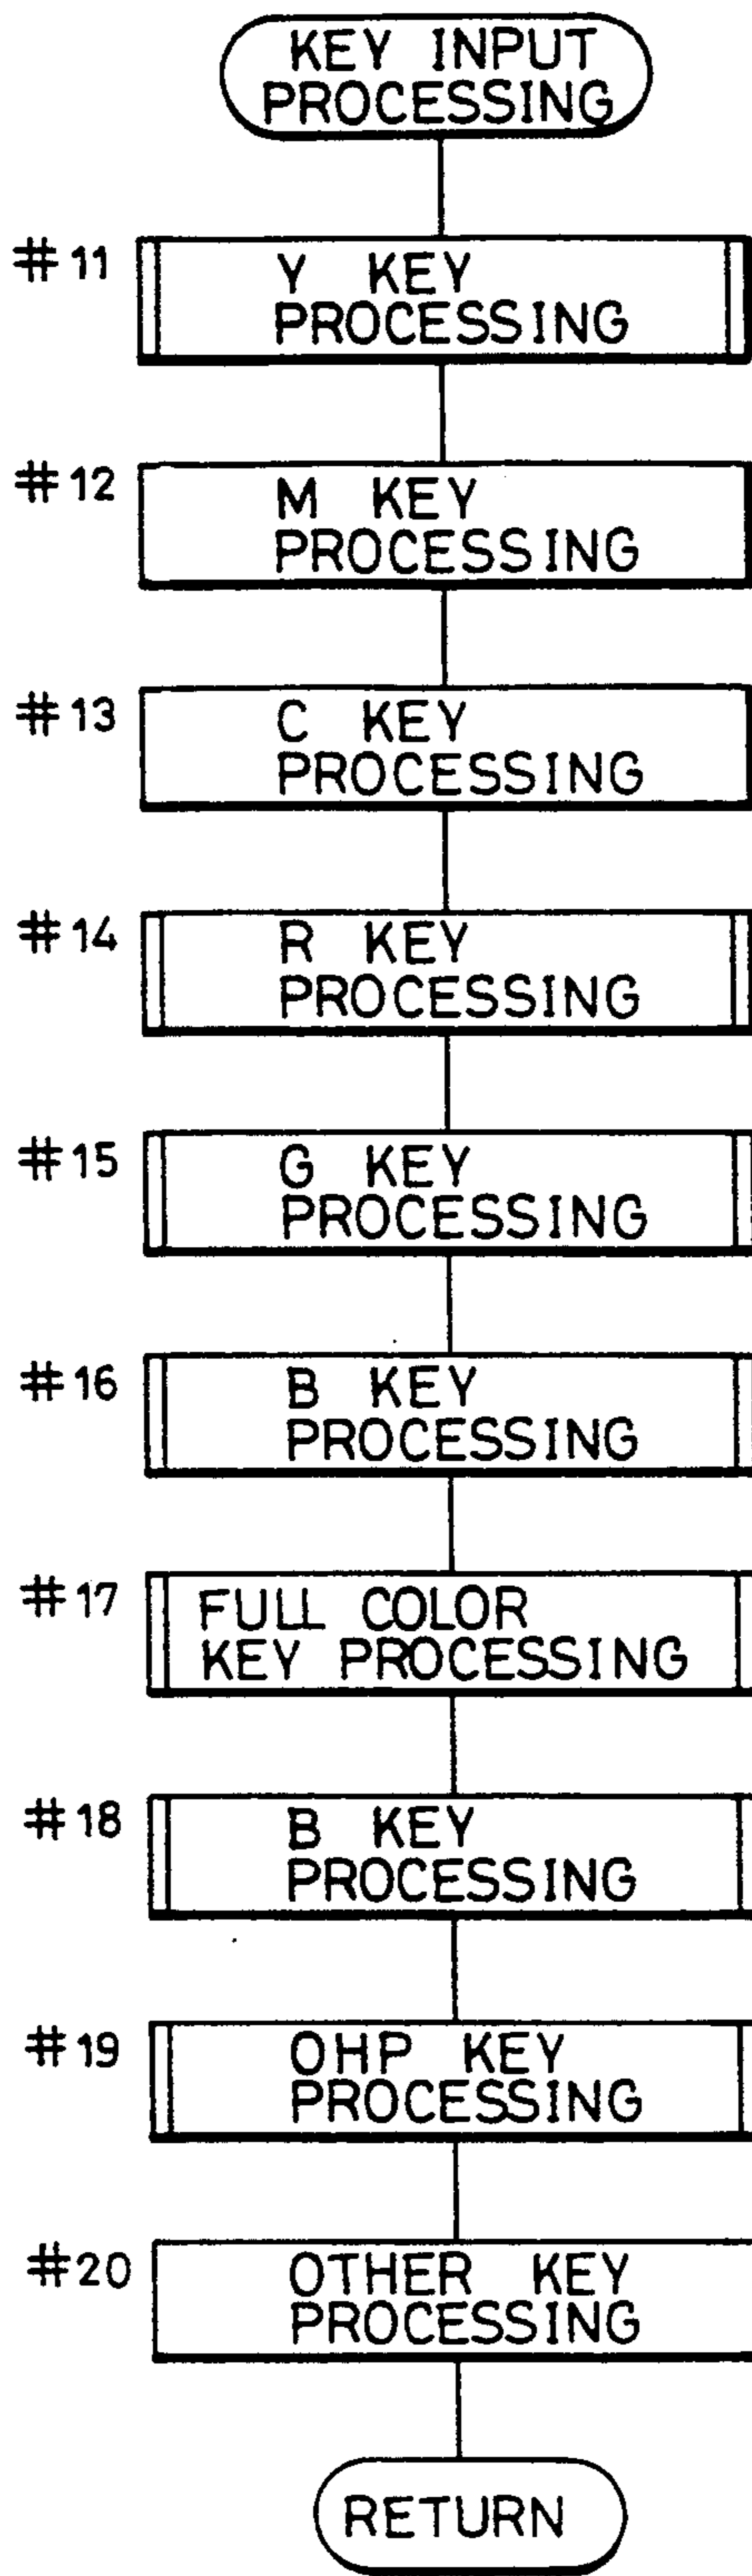 KEY INPUT
PROCESSING
#11
Y KEY
PROCESSING
#12
M KEY
PROCESSING
#13
C KEY
PROCESSING
#14
R KEY
PROCESSING
#15
G KEY
PROCESSING
#16
B KEY
PROCESSING
#17
FULL COLOR
KEY PROCESSING
#18
B KEY
PROCESSING
#19
OHP KEY
PROCESSING
#20
OTHER KEY
PROCESSING
RETURN